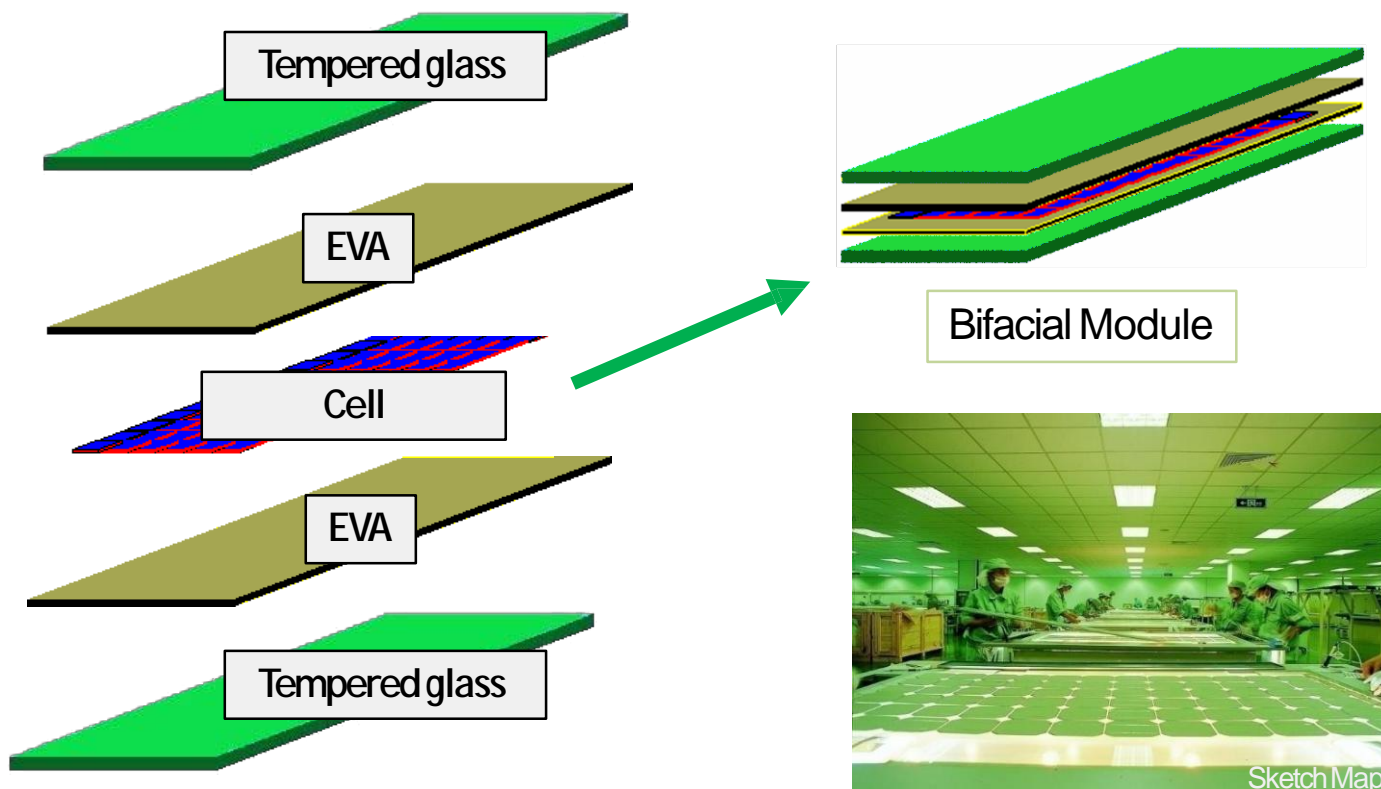 Tempered glass
EVA
Cell
EVA
Tempered glass
Bifacial Module
Sketch Map